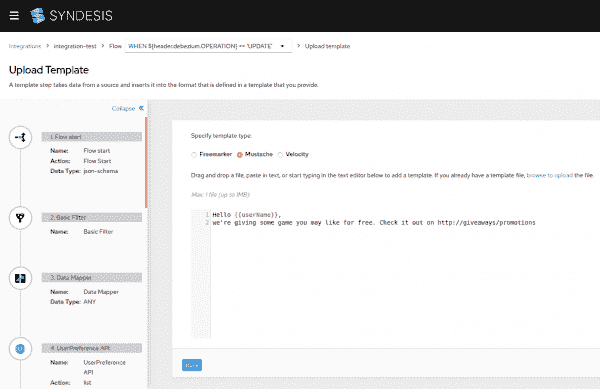 SYNDESIS
Integrations > integration-test > Flow WHEN ${header.debezium.OPERATION} == 'UPDATE' > Upload template
Upload Template
A template step takes data from a source and inserts it into the format that is defined in a template that you provide.
Collapse «
1. Flow start
Name: Flow start
Action: Flow Start
Data Type: json-schema
2. Basic Filter
Name: Basic Filter
3. Data Mapper
Name: Data Mapper
Data Type: ANY
4. UserPreference API
Name: UserPreference API
Action: list
Specify template type:
Freemarker Mustache Velocity
Drag and drop a file, paste in text, or start typing in the text editor below to add a template. If you already have a template file, browse to upload the file.
Max: 1 file (up to 1MB)
1 Hello {{userName}},
2 we're giving some game you may like for free. Check it out on http://giveaways/promotions